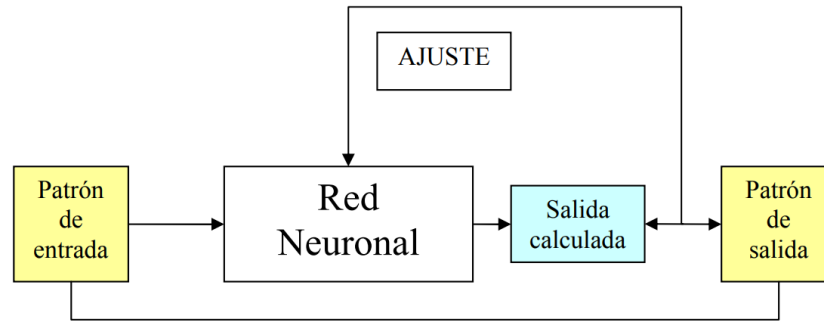 AJUSTE
Patrón
de
entrada
Red
Neuronal
Salida
calculada
Patrón
de
salida